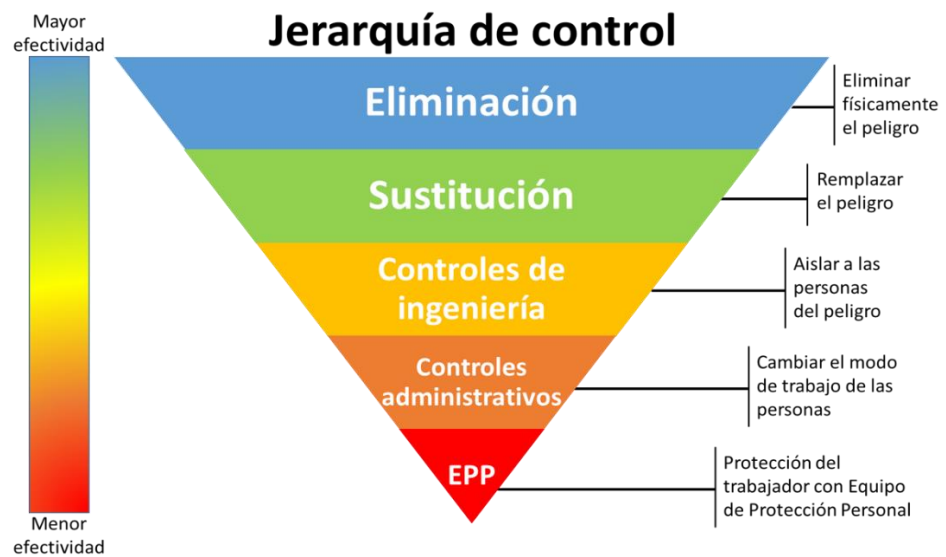 Mayor
efectividad
Jerarquía de control
Eliminación
Eliminar
físicamente
el peligro
Sustitución
Remplazar
el peligro
Controles de
ingeniería
Aislar a las
personas
del peligro
Controles
administrativos
Cambiar el modo
de trabajo de las
personas
EPP
Protección del
trabajador con Equipo
de Protección Personal
Menor
efectividad